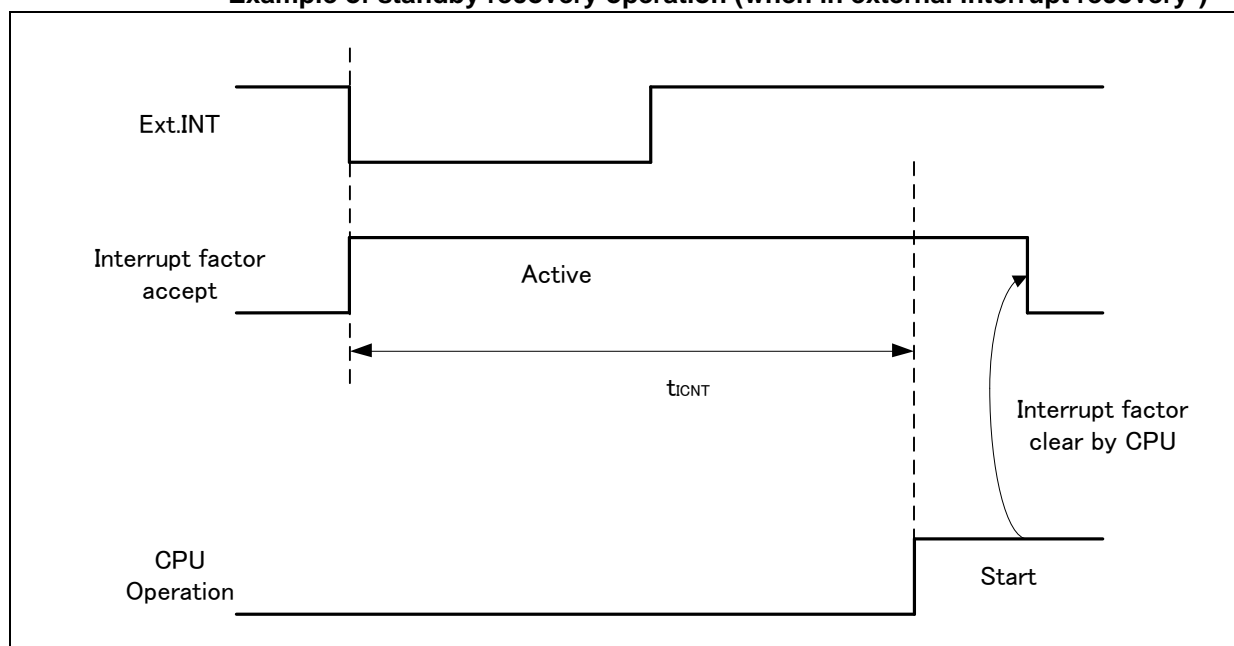 Example of standby recovery operation (when in external interrupt recovery*)
Ext.INT
Interrupt factor
accept
Active
tICNT
Interrupt factor
clear by CPU
CPU
Operation
Start